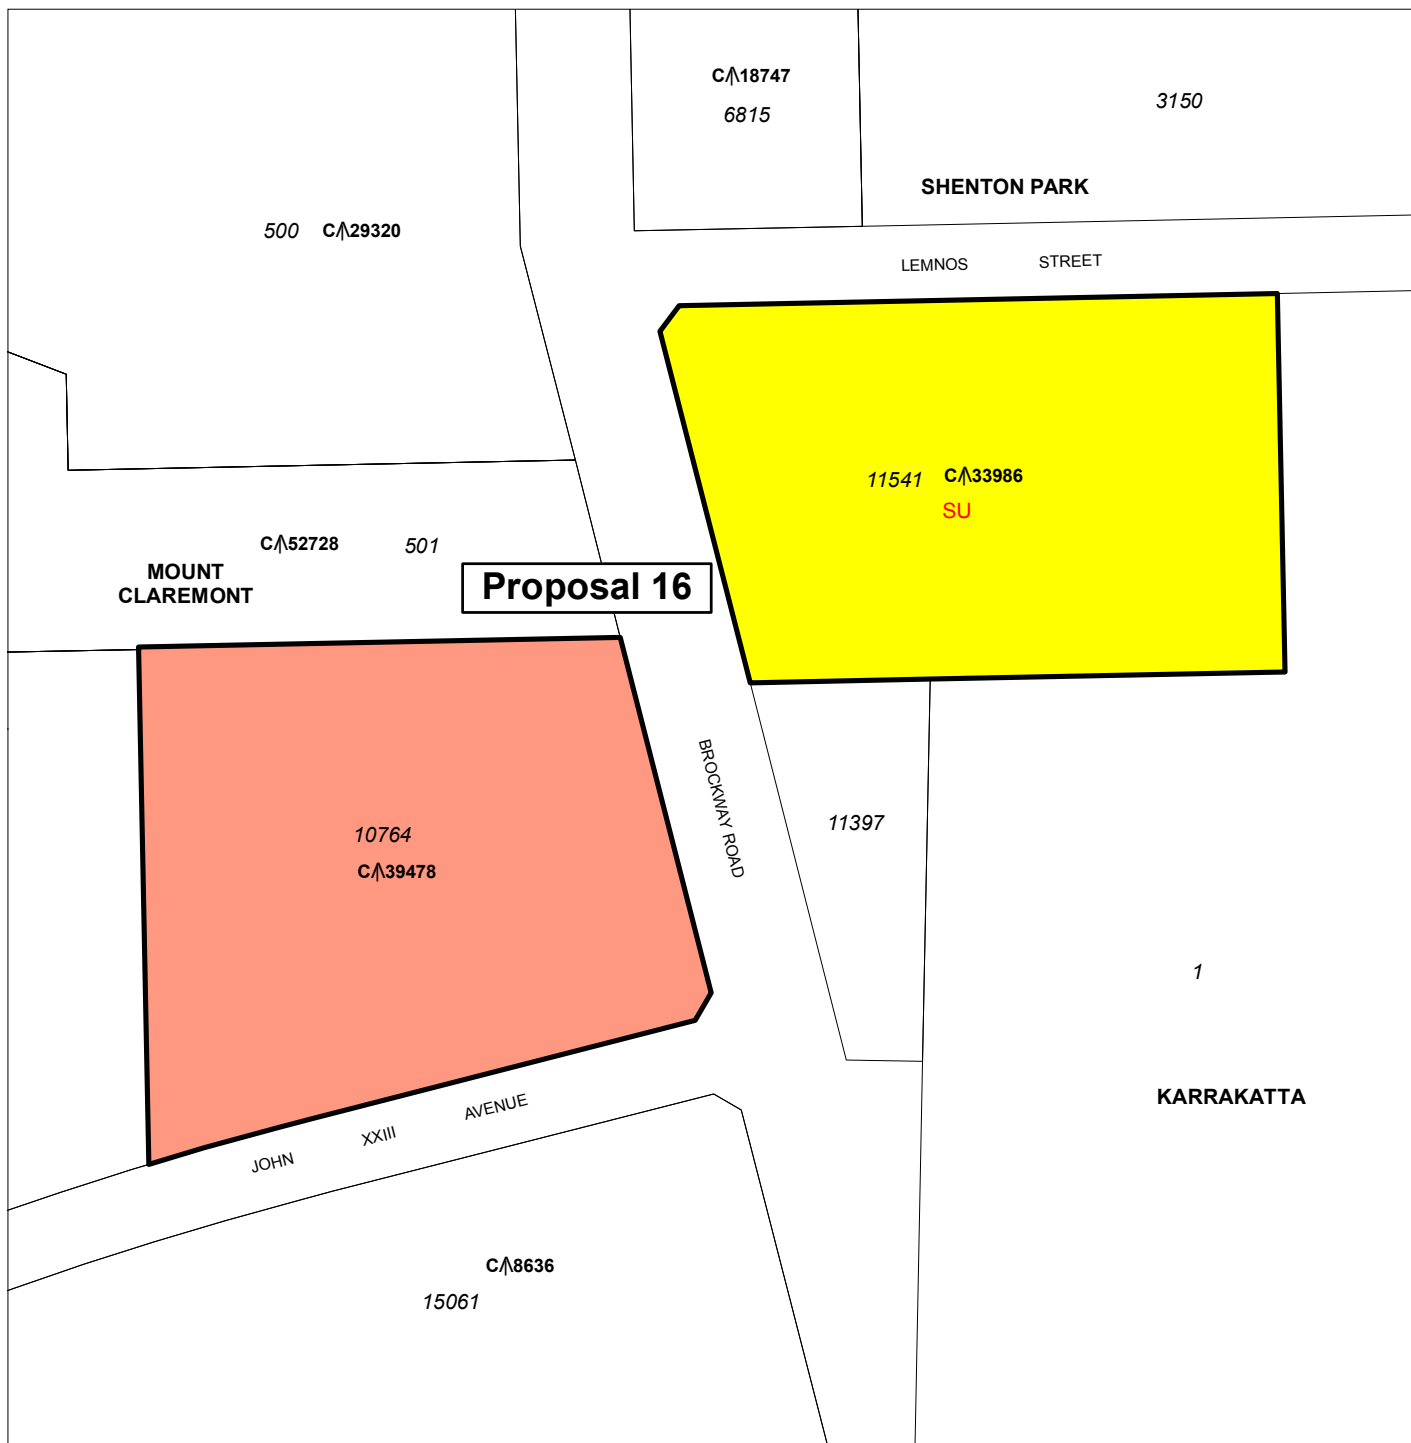 C/|\18747
6815
3150
SHENTON PARK
500 C/|\29320
LEMNOS STREET
11541 C/|\33986
SU
C/|\52728 501
MOUNT
CLAREMONT
Proposal 16
10764
C/|\39478
BROCKWAY ROAD
11397
1
KARRAKATTA
JOHN XXIII AVENUE
C/|\8636
15061